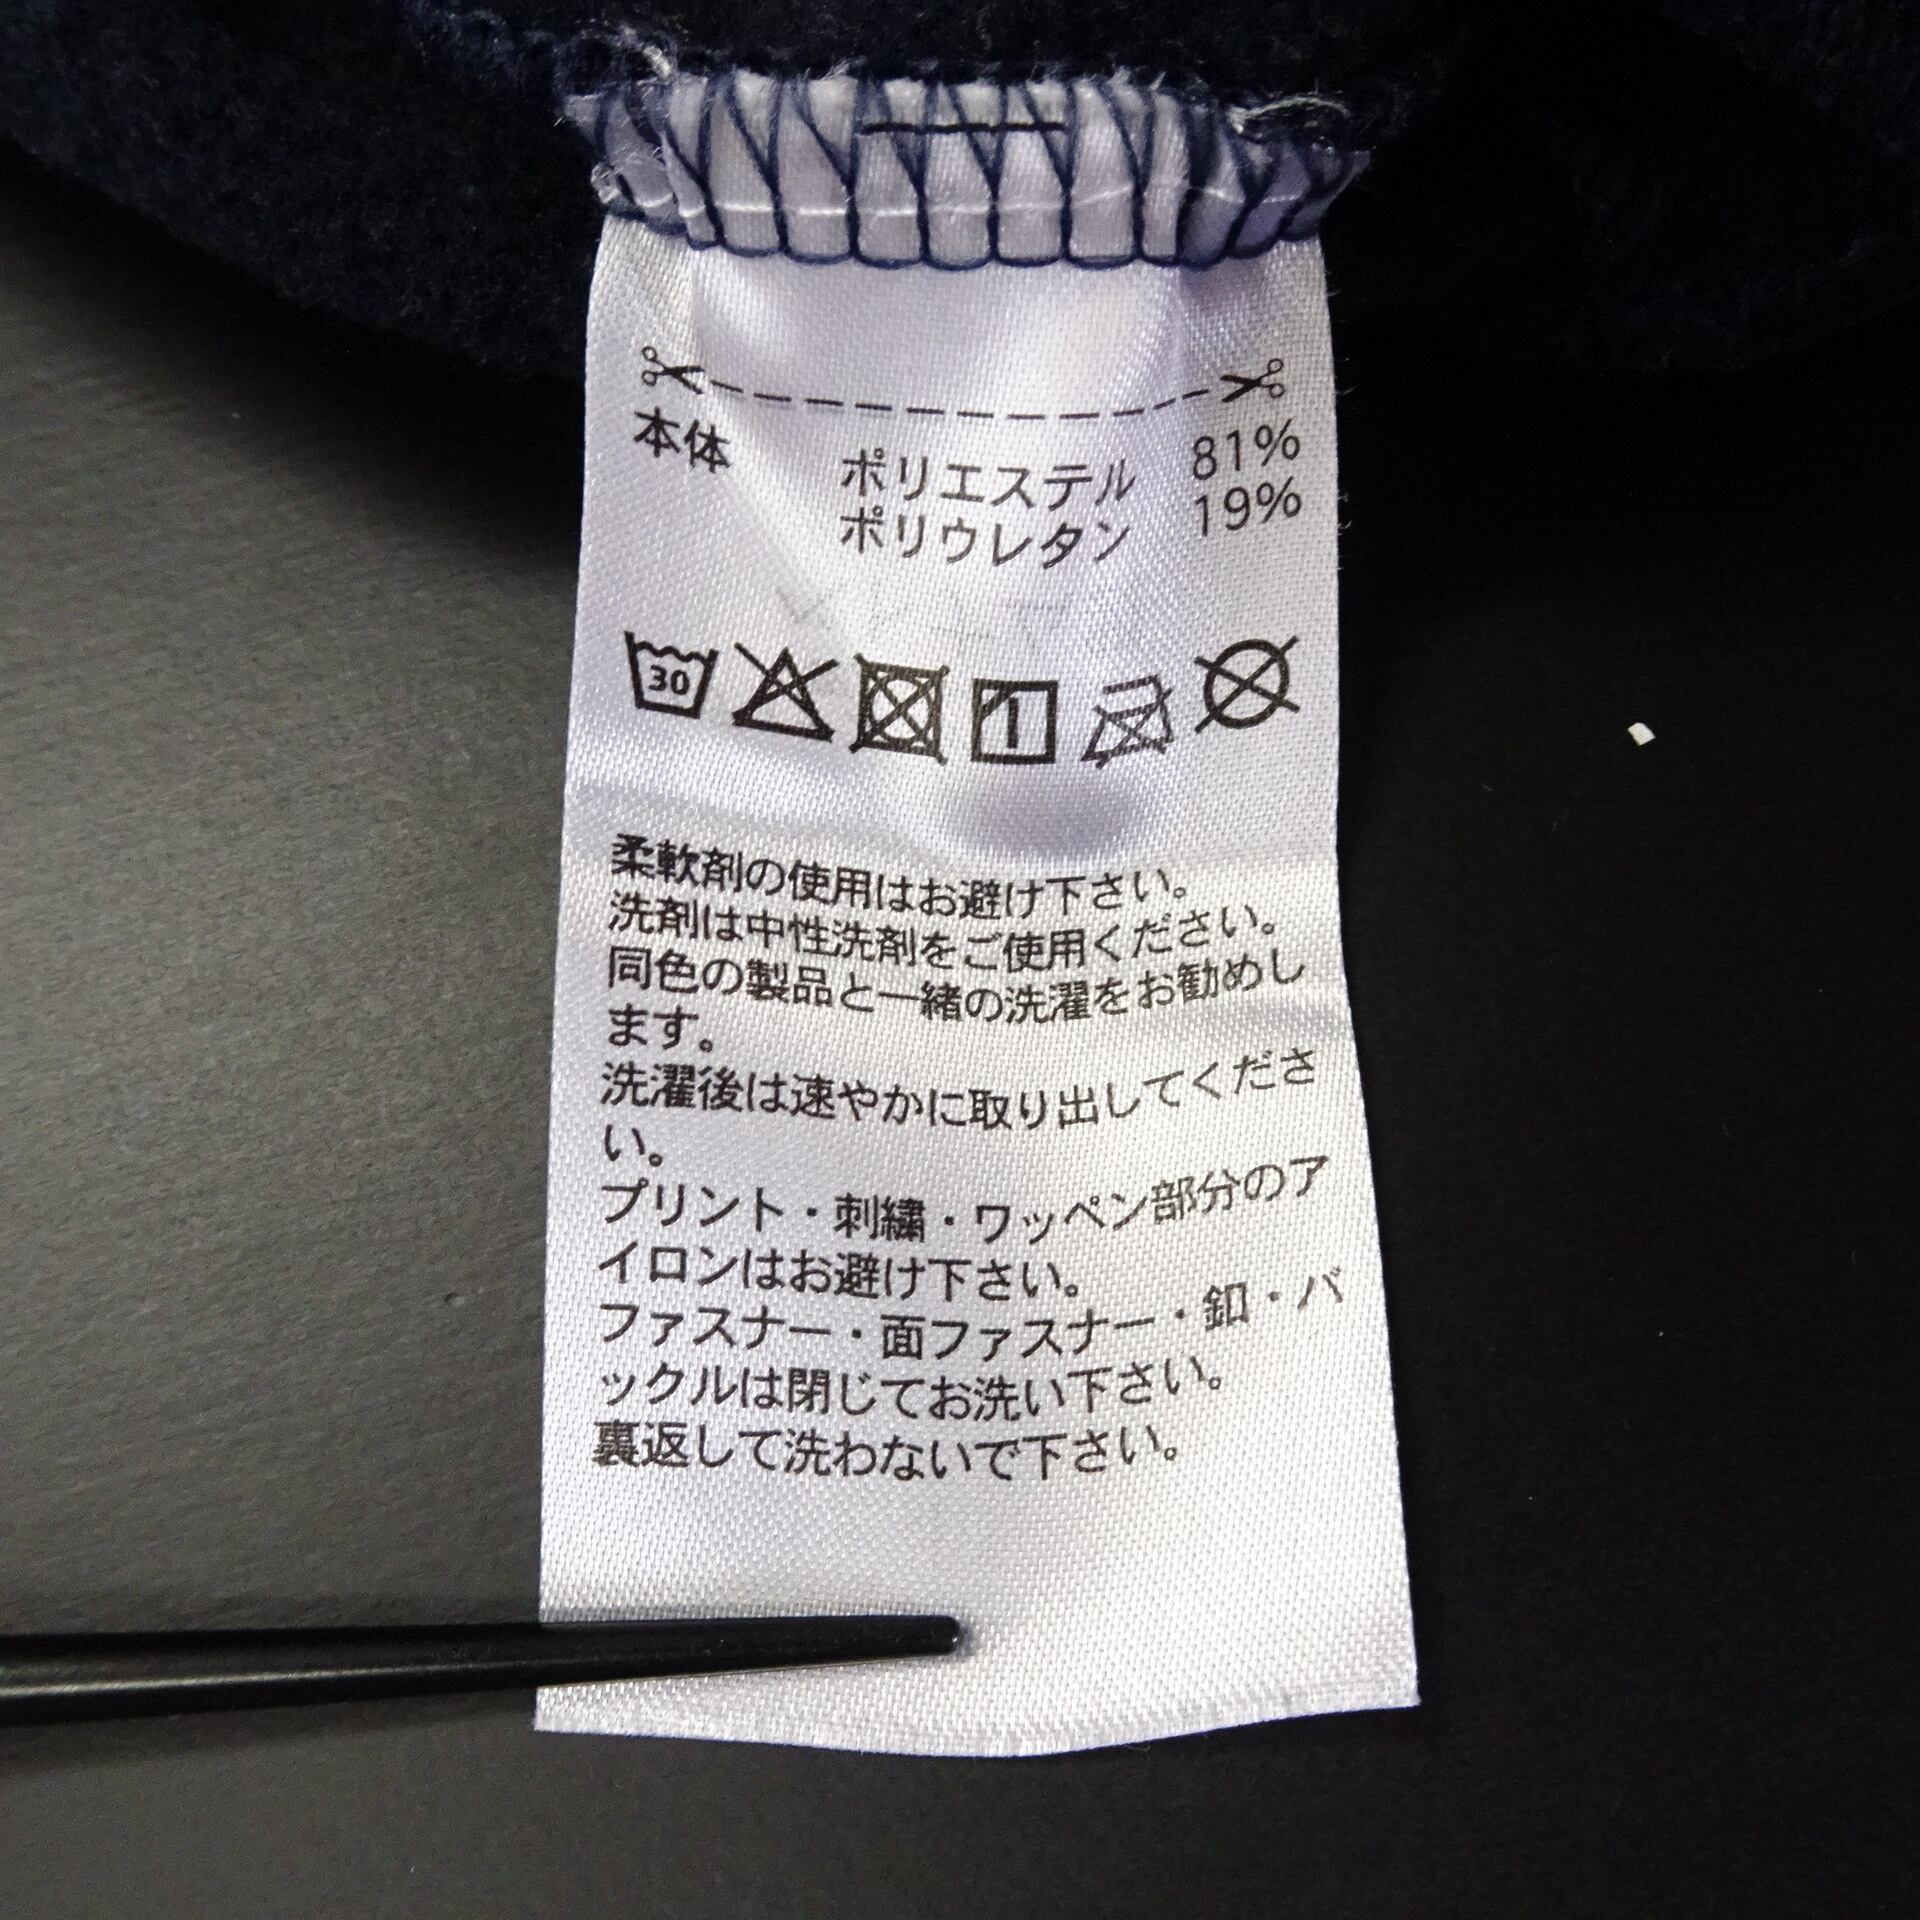 本体 ポリエステル 81%
ポリウレタン 19%
30
柔軟剤の使用はお避け下さい。
洗剤は中性洗剤をご使用ください。
同色の製品と一緒の洗濯をお勧めし
ます。
洗濯後は速やかに取り出してくださ
い。
プリント・刺繍・ワッペン部分のア
イロンはお避け下さい。
ファスナー・面ファスナー・釦・バ
ックルは閉じてお洗い下さい。
裏返して洗わないで下さい。